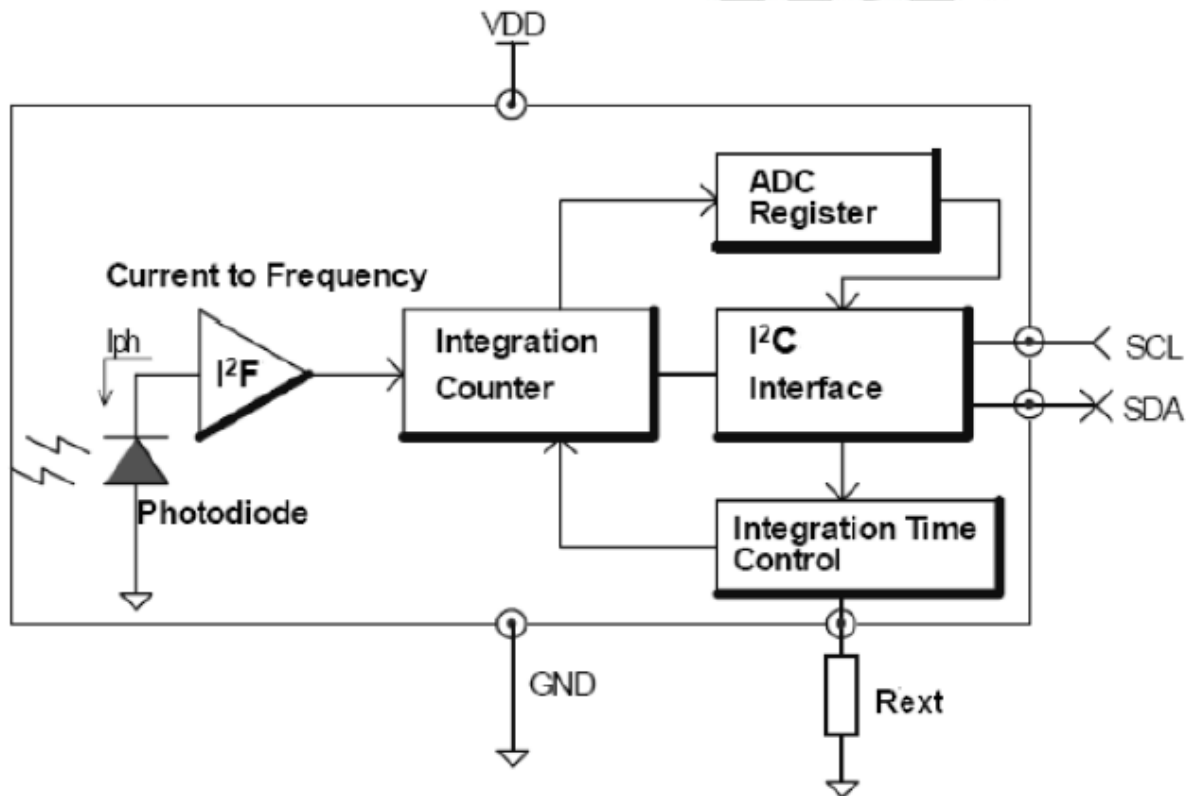 VDD
ADC
Register
Current to Frequency
Iph
I²F
Integration
Counter
I²C
Interface
SCL
SDA
Photodiode
Integration Time
Control
GND
Rext